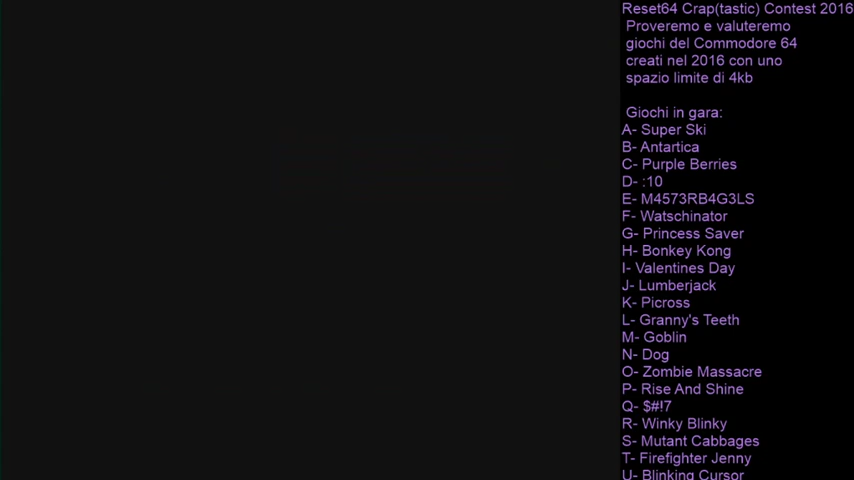 Reset64 Crap(tastic) Contest 2016
Proveremo e valuteremo
giochi del Commodore 64
creati nel 2016 con uno
spazio limite di 4kb
Giochi in gara:
A- Super Ski
B- Antartica
C- Purple Berries
D- :10
E- M4573RB4G3LS
F- Watschinator
G- Princess Saver
H- Bonkey Kong
I- Valentines Day
J- Lumberjack
K- Picross
L- Granny's Teeth
M- Goblin
N- Dog
O- Zombie Massacre
P- Rise And Shine
Q- $#!7
R- Winky Blinky
S- Mutant Cabbages
T- Firefighter Jenny
U- Blinking Cursor